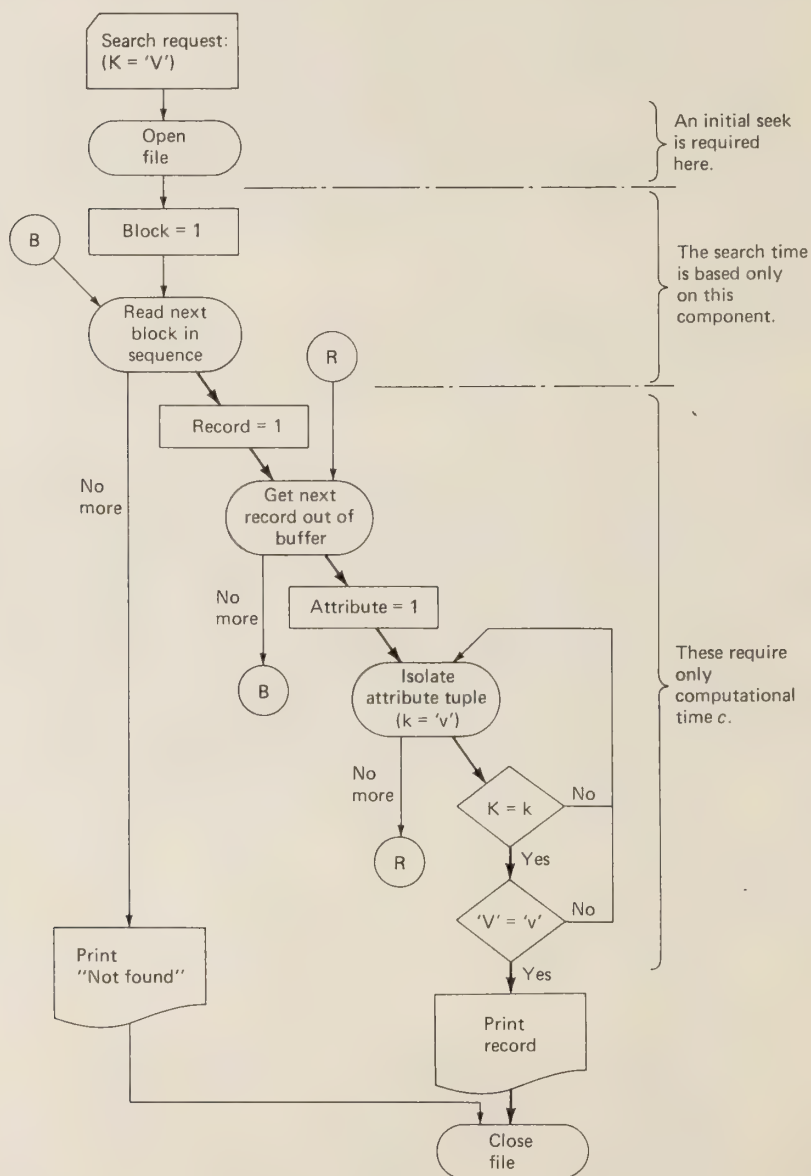 Search request:
(K = 'V')
Open
file
An initial seek
is required
here.
Block = 1
B
The search time
is based only
on this
component.
Read next
block in
sequence
R
Record = 1
No
more
Get next
record out of
buffer
No
more
Attribute = 1
B
Isolate
attribute tuple
(k = 'v')
These require
only
computational
time c.
No
more
K = k
No
R
Yes
'V' = 'v'
No
Print
"Not found"
Yes
Print
record
Close
file